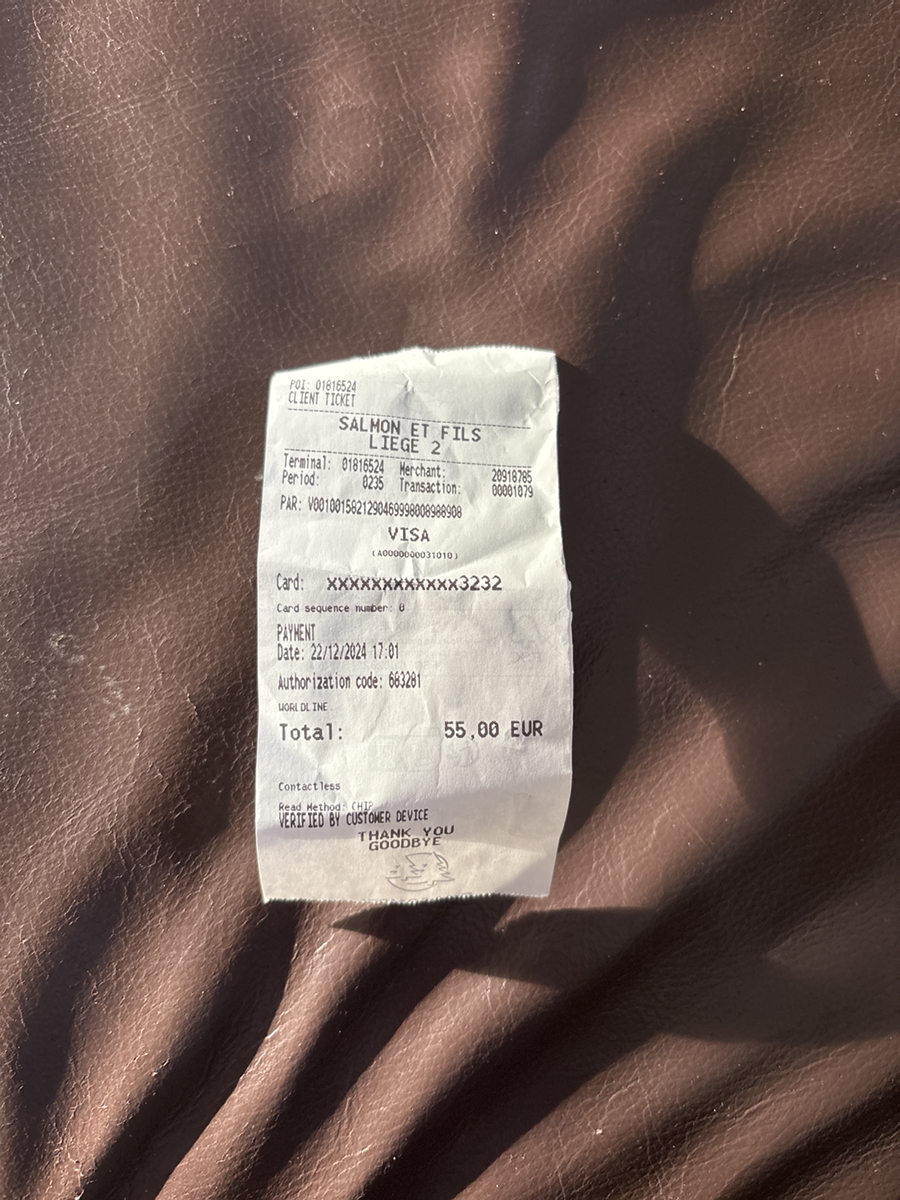 POI: 01816524
CLIENT TICKET
SALMON ET FILS
LIEGE 2
Terminal: 01816524 Merchant: 20918785
Period: 0235 Transaction: 00001079
PAR: V0010015821290469998008988908
VISA
(A0000000031010)
Card: XXXXXXXXXXXX3232
Card sequence number: 0
PAYMENT
Date: 22/12/2024 17:01
Authorization code: 663281
WORLDLINE
Total: 55,00 EUR
Contactless
Read Method: CHIP
VERIFIED BY CUSTOMER DEVICE
THANK YOU
GOODBYE